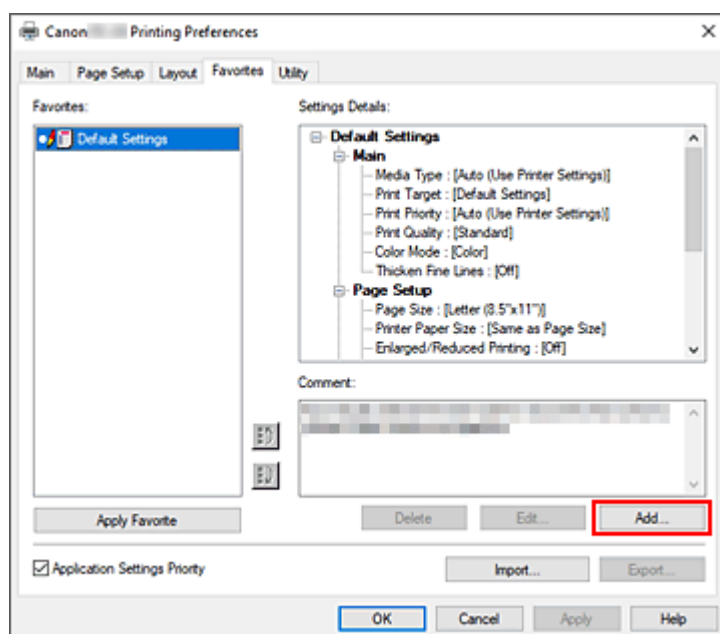 Canon Printing Preferences
Main Page Setup Layout Favorites Utility
Favorites:
Default Settings
Settings Details:
Default Settings
Main
Media Type : [Auto (Use Printer Settings)]
Print Target : [Default Settings]
Print Priority : [Auto (Use Printer Settings)]
Print Quality : [Standard]
Color Mode : [Color]
Thicken Fine Lines : [Off]
Page Setup
Page Size : [Letter (8.5"x11")]
Printer Paper Size : [Same as Page Size]
Enlarged/Reduced Printing : [Off]
Comment:
Apply Favorite
Delete Edit... Add...
Application Settings Priority
Import... Export...
OK Cancel Apply Help